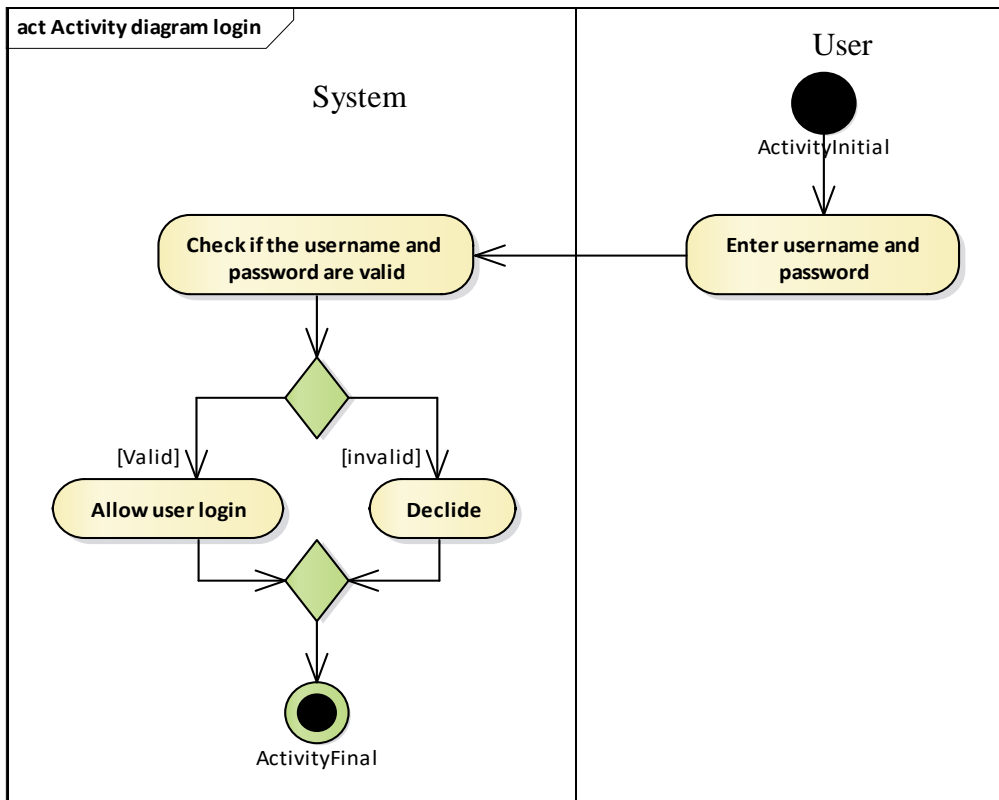 act Activity diagram login
System
User
ActivityInitial
Enter username and
password
Check if the username and
password are valid
[Valid]
[invalid]
Allow user login
Declide
ActivityFinal